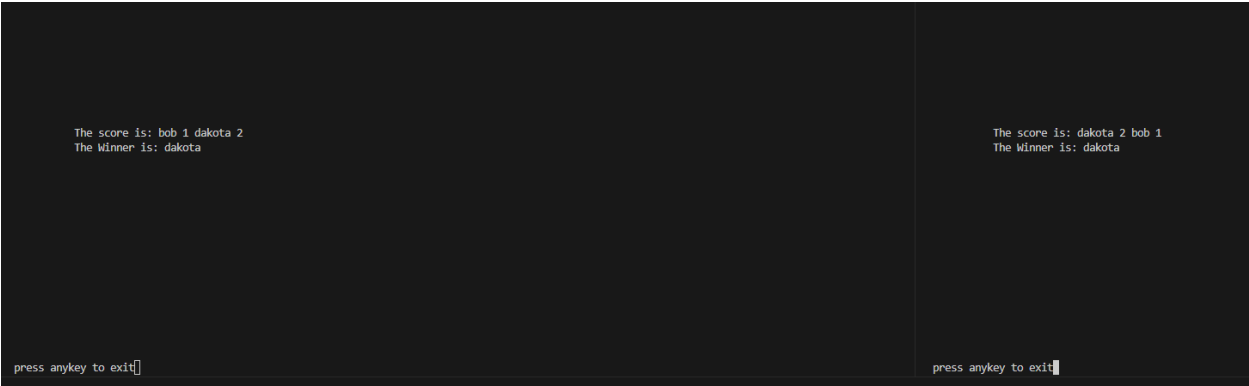 The score is: bob 1 dakota 2
The Winner is: dakota
press anykey to exit
The score is: dakota 2 bob 1
The Winner is: dakota
press anykey to exit